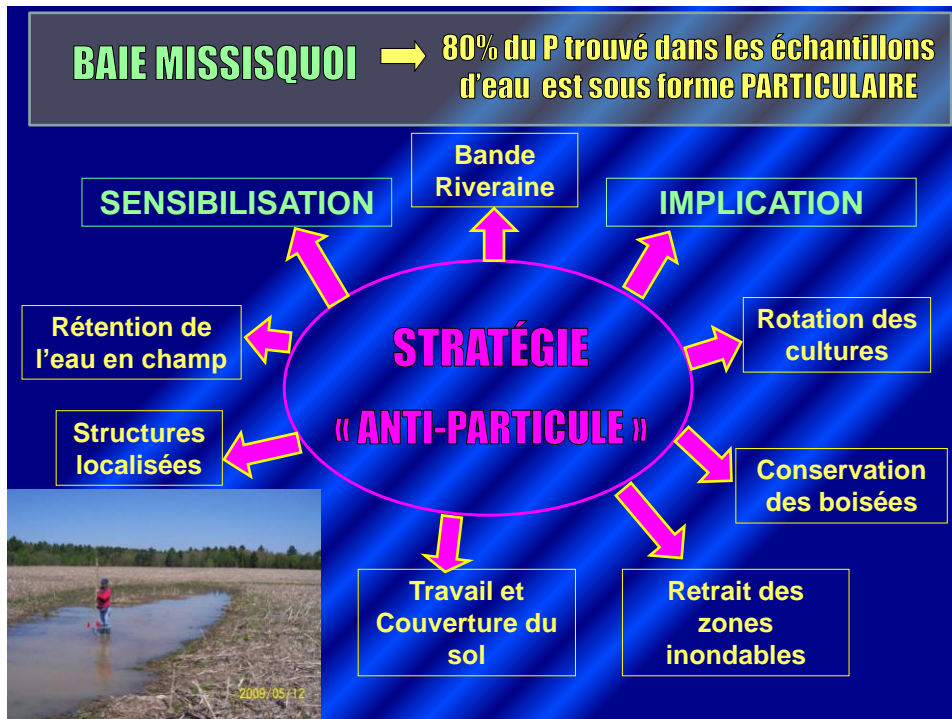 BAIE MISSISQUOI
80% du P trouvé dans les échantillons
d'eau est sous forme PARTICULAIRE
Bande
Riveraine
SENSIBILISATION
IMPLICATION
Rétention de
l'eau en champ
STRATÉGIE
« ANTI-PARTICULE »
Rotation des
cultures
Structures
localisées
Conservation
des boisées
Travail et
Couverture du
sol
Retrait des
zones
inondables
2009/05/12